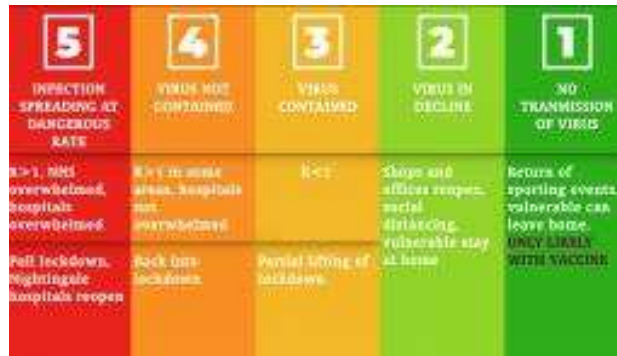 5
INFECTION
SPREADING AT
DANGEROUS
RATE
R>1, NHS
overwhelmed,
hospitals
overwhelmed
Full lockdown,
Nightingale
hospitals reopen
4
VIRUS NOT
CONTAINED
R>1 in some
areas, hospitals
not
overwhelmed
Back into
lockdown
3
VIRUS
CONTAINED
R<1
Partial lifting of
lockdown
2
VIRUS IN
DECLINE
Shops and
offices reopen,
social
distancing,
vulnerable stay
at home
1
NO
TRANMISSION
OF VIRUS
Return of
sporting events,
vulnerable can
leave home.
ONLY LIKELY
WITH VACCINE